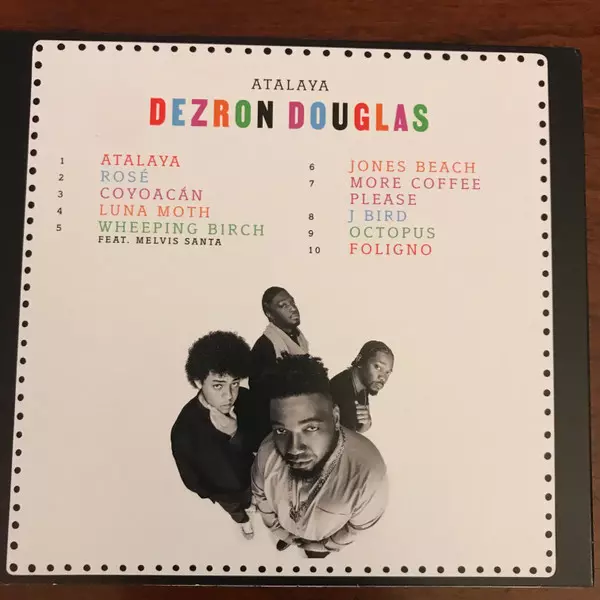 ATALAYA
DEZRON DOUGLAS
1 ATALAYA
2 ROSÉ
3 COYOACÁN
4 LUNA MOTH
5 WHEEPING BIRCH
FEAT. MELVIS SANTA
6 JONES BEACH
7 MORE COFFEE
PLEASE
8 J BIRD
9 OCTOPUS
10 FOLIGNO